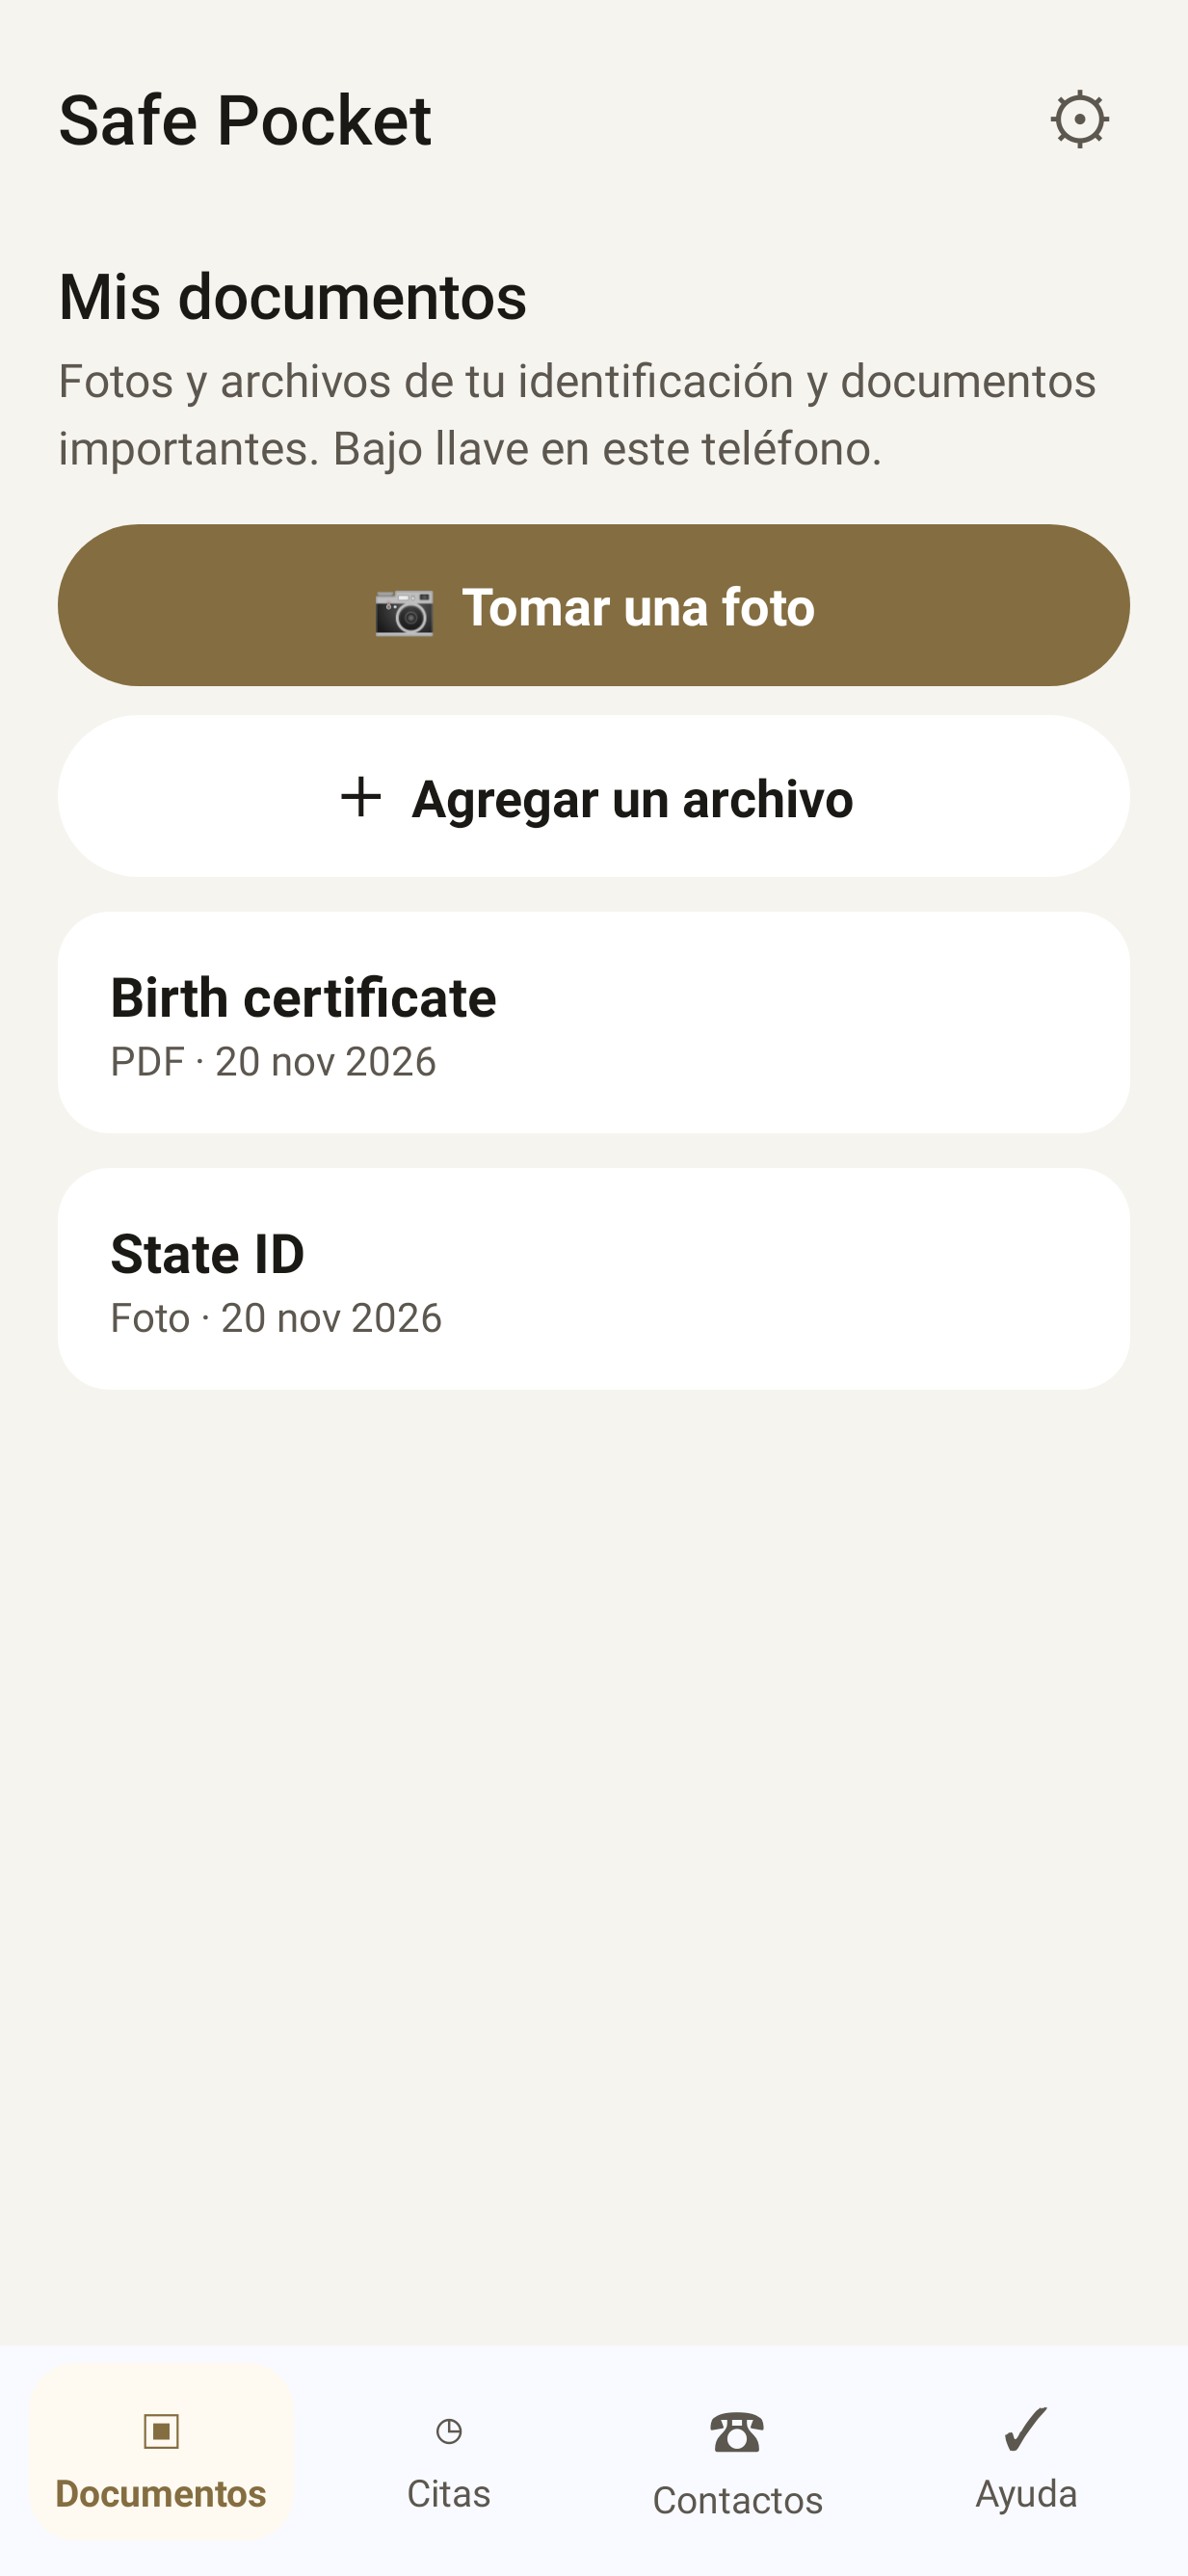 Safe Pocket
Mis documentos
Fotos y archivos de tu identificación y documentos
importantes. Bajo llave en este teléfono.
Tomar una foto
+ Agregar un archivo
Birth certificate
PDF · 20 nov 2026
State ID
Foto · 20 nov 2026
Documentos
Citas
Contactos
Ayuda